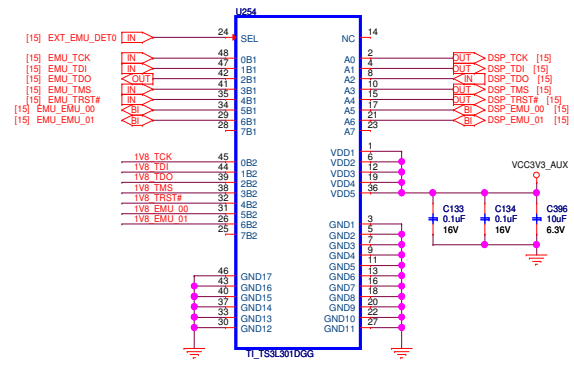 U254
[15] EXT_EMU_DET0 IN 24 SEL NC 14
[15] EMU_TCK IN 48 0B1 A0 2 OUT DSP_TCK [15]
[15] EMU_TDI IN 47 1B1 A1 4 OUT DSP_TDI [15]
[15] EMU_TDO OUT 42 2B1 A2 8 IN DSP_TDO [15]
[15] EMU_TMS IN 41 3B1 A3 10 OUT DSP_TMS [15]
[15] EMU_TRST# IN 35 4B1 A4 15 OUT DSP_TRST# [15]
[15] EMU_EMU_00 BI 34 5B1 A5 17 BI DSP_EMU_00 [15]
[15] EMU_EMU_01 BI 29 6B1 A6 21 BI DSP_EMU_01 [15]
28 7B1 A7 23
1V8_TCK 45 0B2
1V8_TDI 44 1B2
1V8_TDO 39 2B2
1V8_TMS 38 3B2
1V8_TRST# 32 4B2
1V8_EMU_00 31 5B2
1V8_EMU_01 26 6B2
25 7B2
VDD1 1
VDD2 6
VDD3 12
VDD4 19
VDD5 36
VCC3V3_AUX
C133 0.1uF 16V
C134 0.1uF 16V
C396 10uF 6.3V
GND1 3
GND2 5
GND3 7
GND4 9
GND5 11
46 GND17 GND6 13
43 GND16 GND7 16
40 GND15 GND8 18
37 GND14 GND9 20
33 GND13 GND10 22
30 GND12 GND11 27
TI_TS3L301DGG